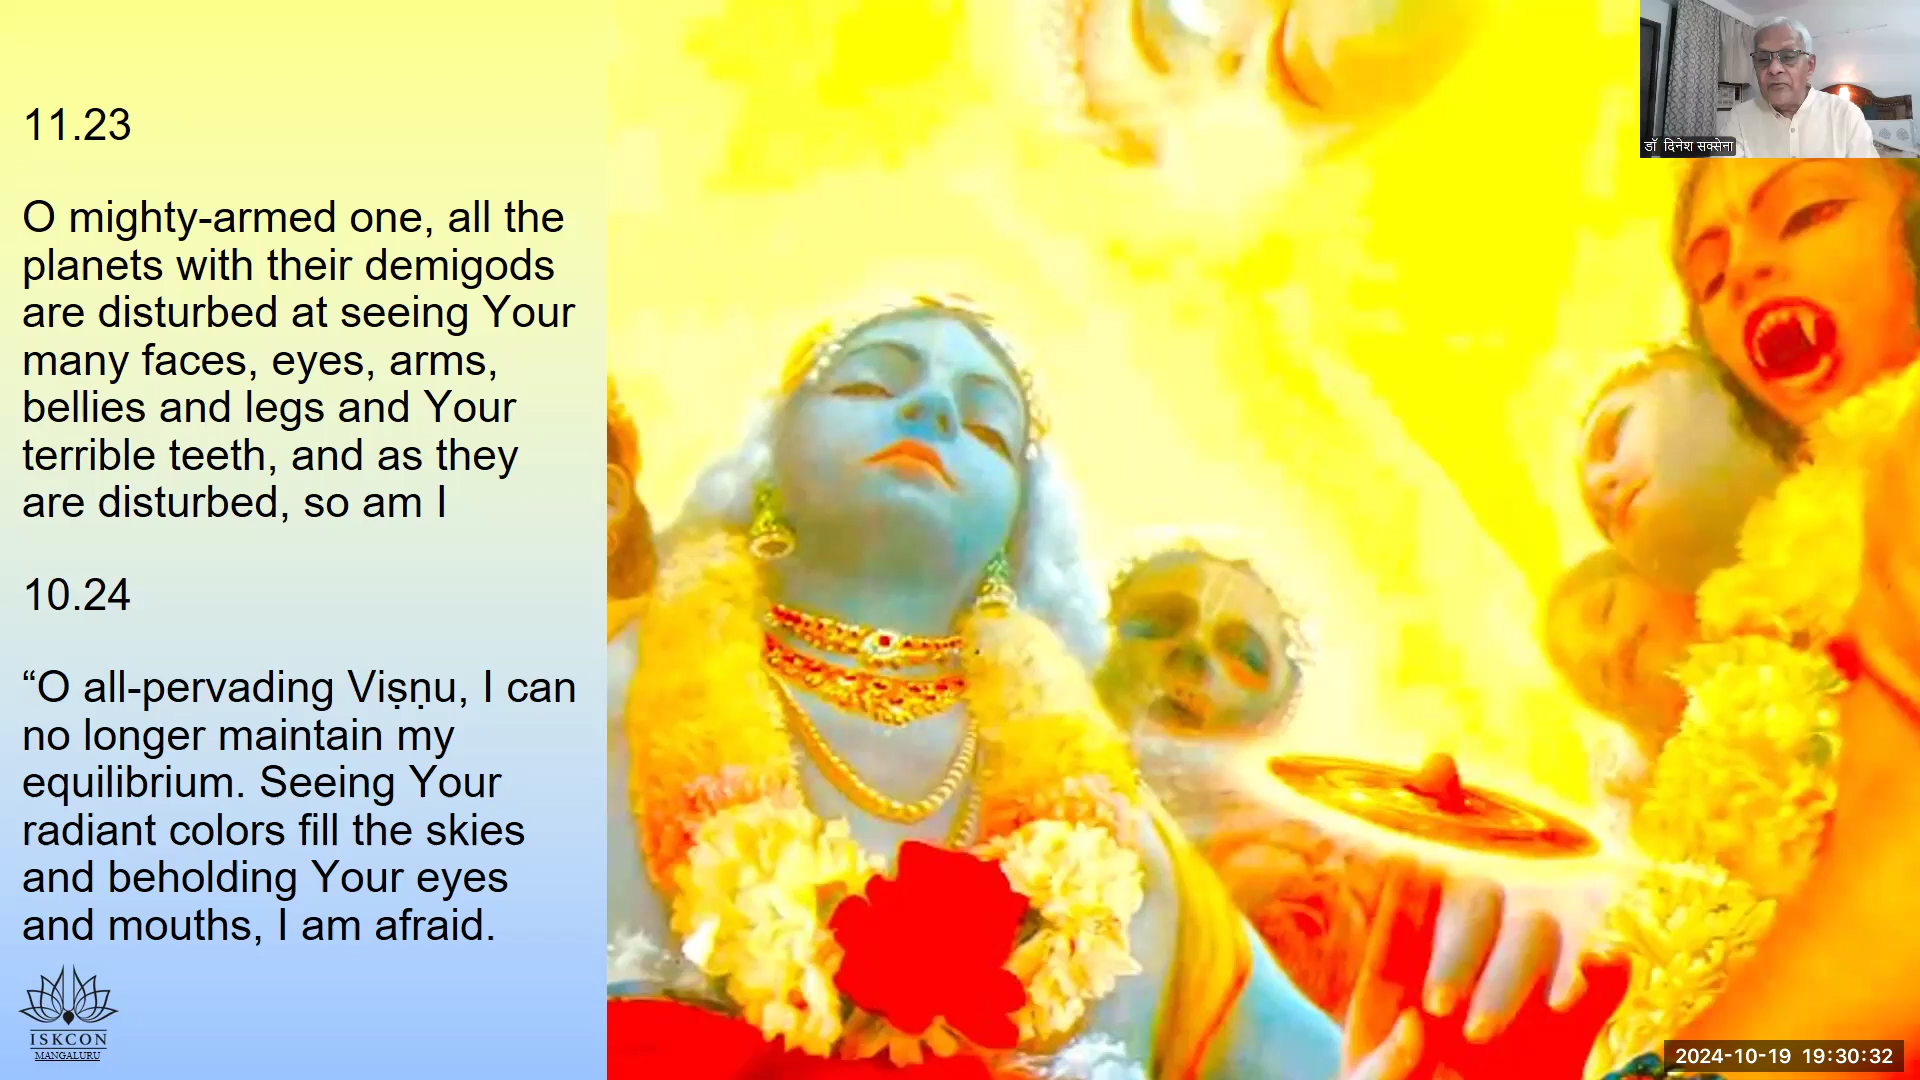 11.23
O mighty-armed one, all the
planets with their demigods
are disturbed at seeing Your
many faces, eyes, arms,
bellies and legs and Your
terrible teeth, and as they
are disturbed, so am I
10.24
“O all-pervading Viṣṇu, I can
no longer maintain my
equilibrium. Seeing Your
radiant colors fill the skies
and beholding Your eyes
and mouths, I am afraid.
ISKCON
MANGALURU
डॉ दिनेश सक्सेना
2024-10-19 19:30:32